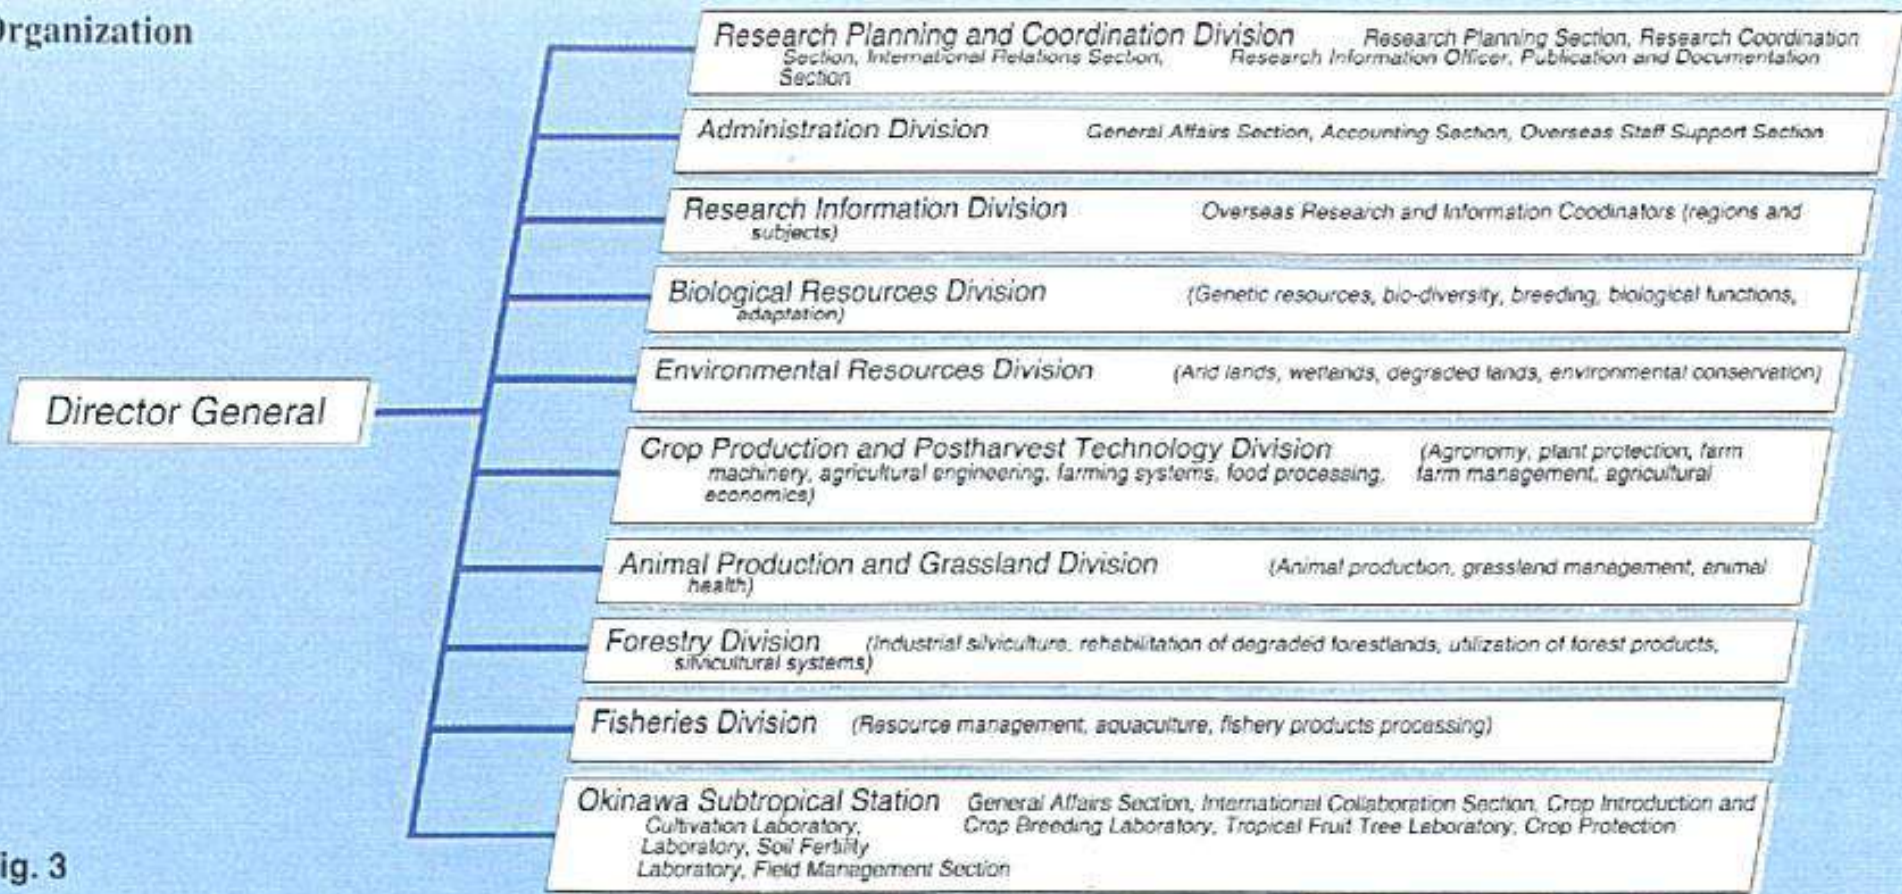 Organization
Research Planning and Coordination Division Research Planning Section, Research Coordination
Section, International Relations Section, Research Information Officer, Publication and Documentation
Section
Administration Division General Affairs Section, Accounting Section, Overseas Staff Support Section
Research Information Division Overseas Research and Information Coodinators (regions and
subjects)
Biological Resources Division (Genetic resources, bio-diversity, breeding, biological functions,
adaptation)
Environmental Resources Division (Arid lands, wetlands, degraded lands, environmental conservation)
Director General
Crop Production and Postharvest Technology Division (Agronomy, plant protection, farm
machinery, agricultural engineering, farming systems, food processing, farm management, agricultural
economics)
Animal Production and Grassland Division (Animal production, grassland management, animal
health)
Forestry Division (Industrial silviculture, rehabilitation of degraded forestlands, utilization of forest products,
silvicultural systems)
Fisheries Division (Resource management, aquaculture, fishery products processing)
Okinawa Subtropical Station General Affairs Section, International Collaboration Section, Crop Introduction and
Cultivation Laboratory, Crop Breeding Laboratory, Tropical Fruit Tree Laboratory, Crop Protection
Laboratory, Soil Fertility
Laboratory, Field Management Section
ig. 3